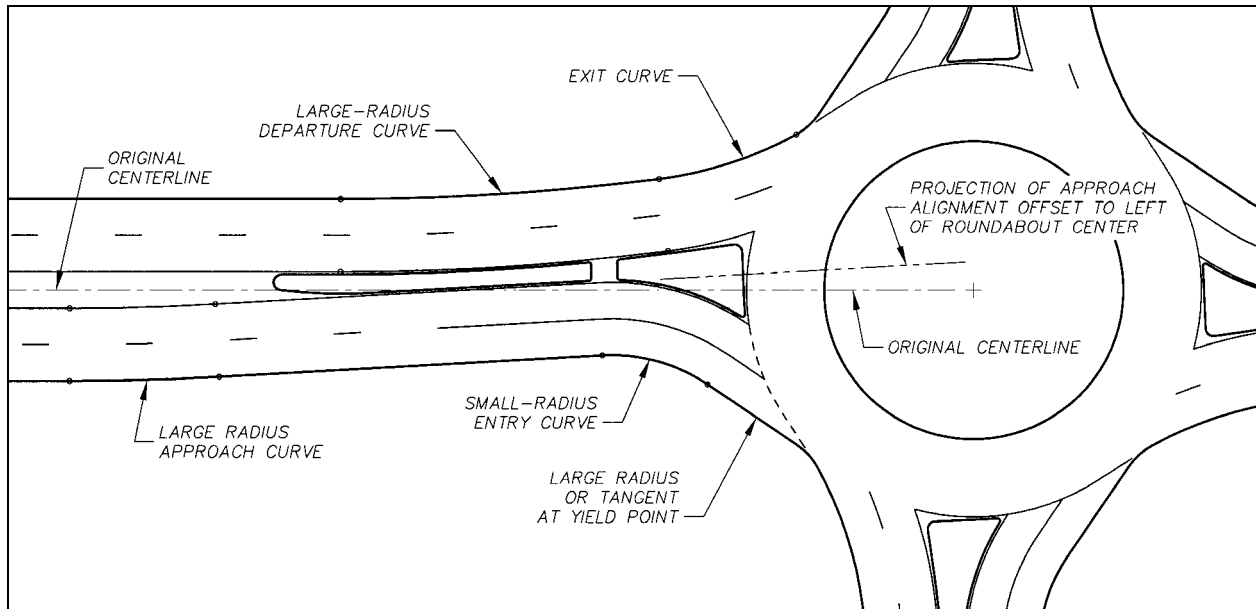 EXIT CURVE
LARGE-RADIUS
DEPARTURE CURVE
ORIGINAL
CENTERLINE
PROJECTION OF APPROACH
ALIGNMENT OFFSET TO LEFT
OF ROUNDABOUT CENTER
ORIGINAL CENTERLINE
SMALL-RADIUS
ENTRY CURVE
LARGE RADIUS
APPROACH CURVE
LARGE RADIUS
OR TANGENT
AT YIELD POINT